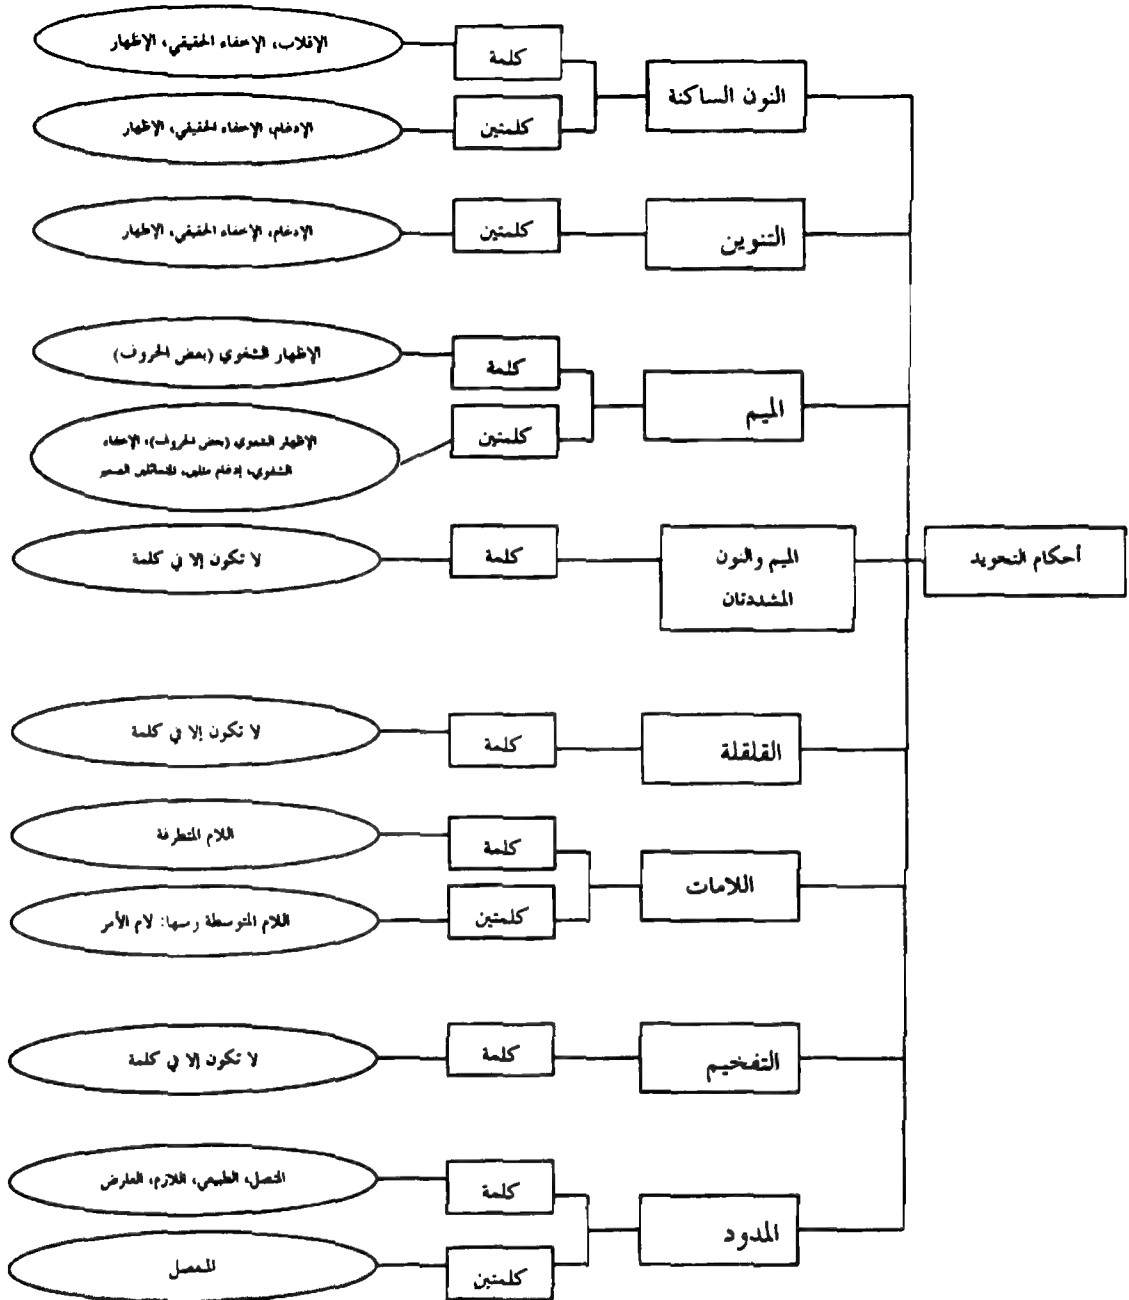 أحكام التجويد
النون الساكنة
كلمة
الإقلاب، الإخفاء الحقيقي، الإظهار
كلمتين
الإدغام، الإخفاء الحقيقي، الإظهار
التنوين
كلمتين
الإدغام، الإخفاء الحقيقي، الإظهار
الميم
كلمة
الإظهار الشفوي (بعض الحروف)
كلمتين
الإظهار الشفوي (بعض الحروف)، الإخفاء
الشفوي، إدغام مثلين، المتماثلين الصغير
الميم والنون
المشددتان
كلمة
لا تكون إلا في كلمة
القلقلة
كلمة
لا تكون إلا في كلمة
اللامات
كلمة
اللام المتطرفة
كلمتين
اللام المتوسطة رسها: لام الأمر
التفخيم
كلمة
لا تكون إلا في كلمة
المدود
كلمة
المتصل، الطبيعي، اللازم، العارض
كلمتين
المنفصل